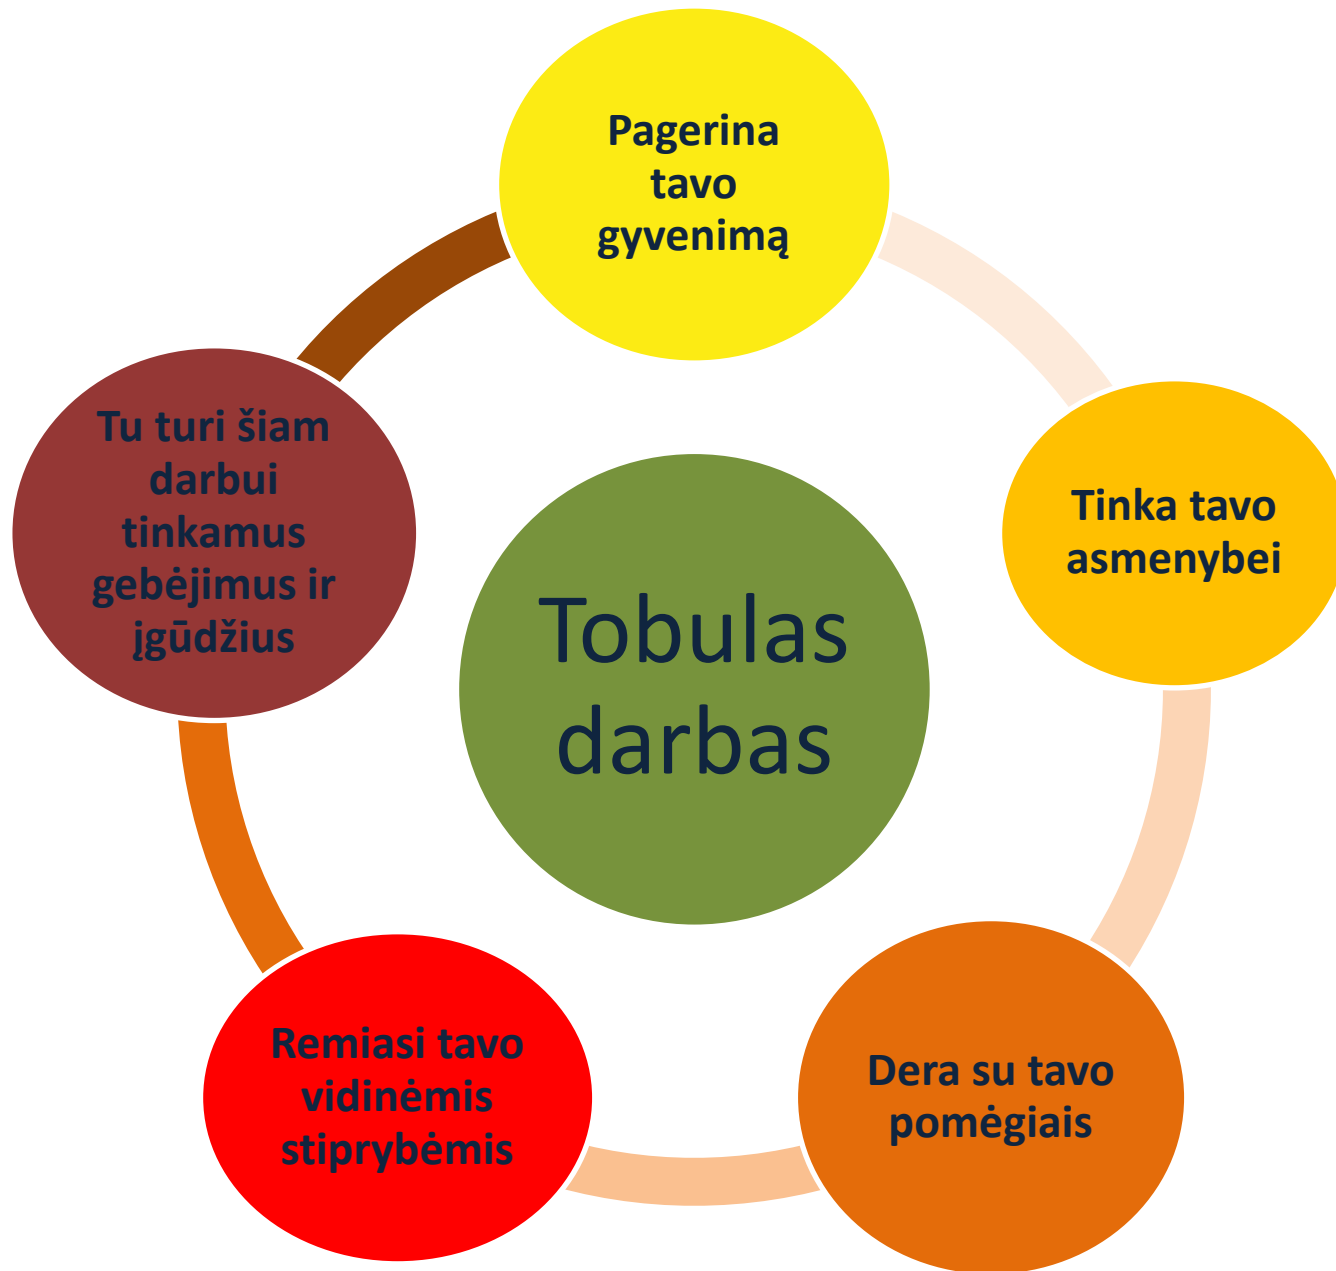 Pagerina
tavo
gyvenimą
Tinka tavo
asmenybei
Dera su tavo
pomėgiais
Remiasi tavo
vidinėmis
stiprybėmis
Tu turi šiam
darbui
tinkamus
gebėjimus ir
įgūdžius
Tobulas
darbas